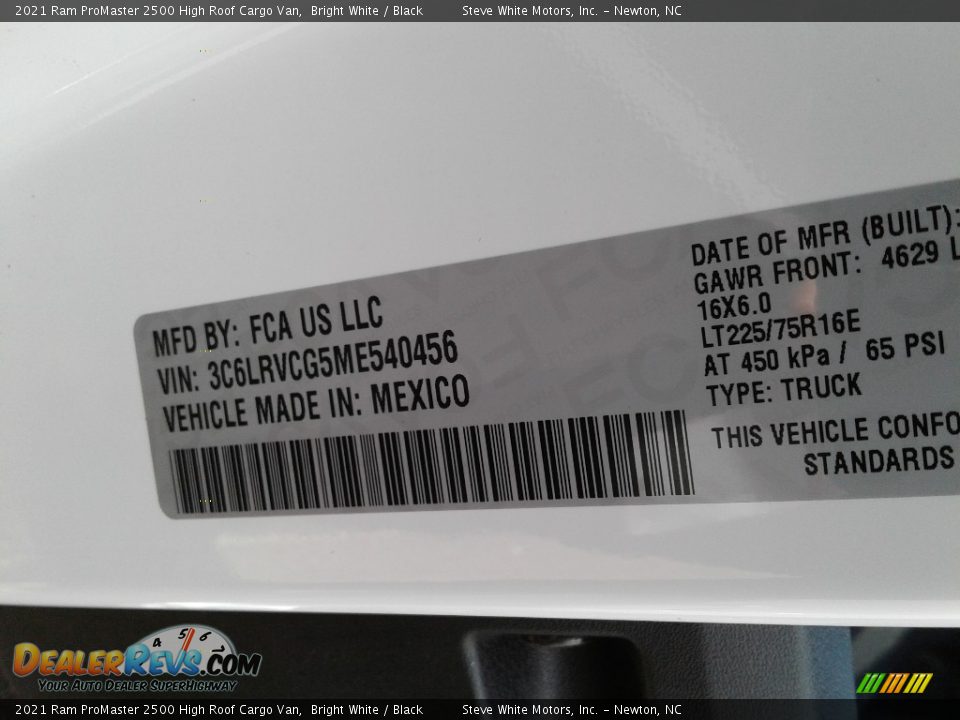 2021 Ram ProMaster 2500 High Roof Cargo Van, Bright White / Black Steve White Motors, Inc. - Newton, NC
MFD BY: FCA US LLC
VIN: 3C6LRVCG5ME540456
VEHICLE MADE IN: MEXICO
DATE OF MFR (BUILT):
GAWR FRONT: 4629 L
16X6.0
LT225/75R16E
AT 450 kPa / 65 PSI
TYPE: TRUCK
THIS VEHICLE CONFO
STANDARDS
4 5 6
DEALERREVS.COM
YOUR AUTO DEALER SUPERHIGHWAY
2021 Ram ProMaster 2500 High Roof Cargo Van, Bright White / Black Steve White Motors, Inc. - Newton, NC